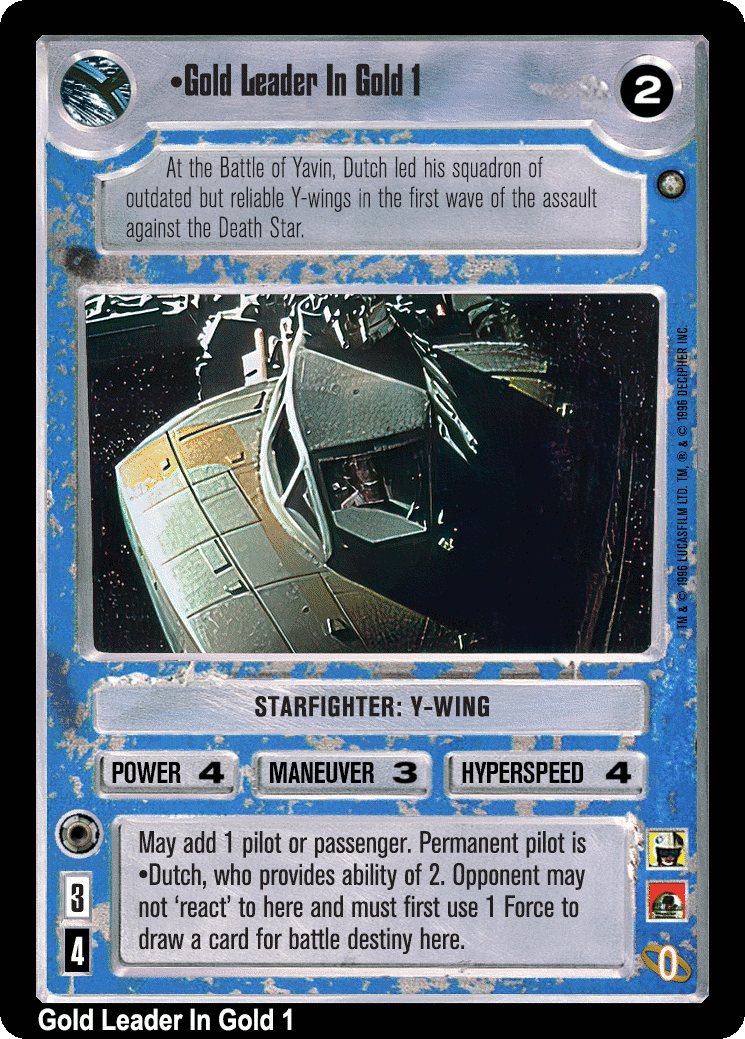 •Gold Leader In Gold 1
2
At the Battle of Yavin, Dutch led his squadron of
outdated but reliable Y-wings in the first wave of the assault
against the Death Star.
TM & © 1996 LUCASFILM LTD. TM, ® & © 1996 DECIPHER INC.
STARFIGHTER: Y-WING
POWER 4 MANEUVER 3 HYPERSPEED 4
May add 1 pilot or passenger. Permanent pilot is
•Dutch, who provides ability of 2. Opponent may
not ‘react’ to here and must first use 1 Force to
draw a card for battle destiny here.
3
4
0
Gold Leader In Gold 1